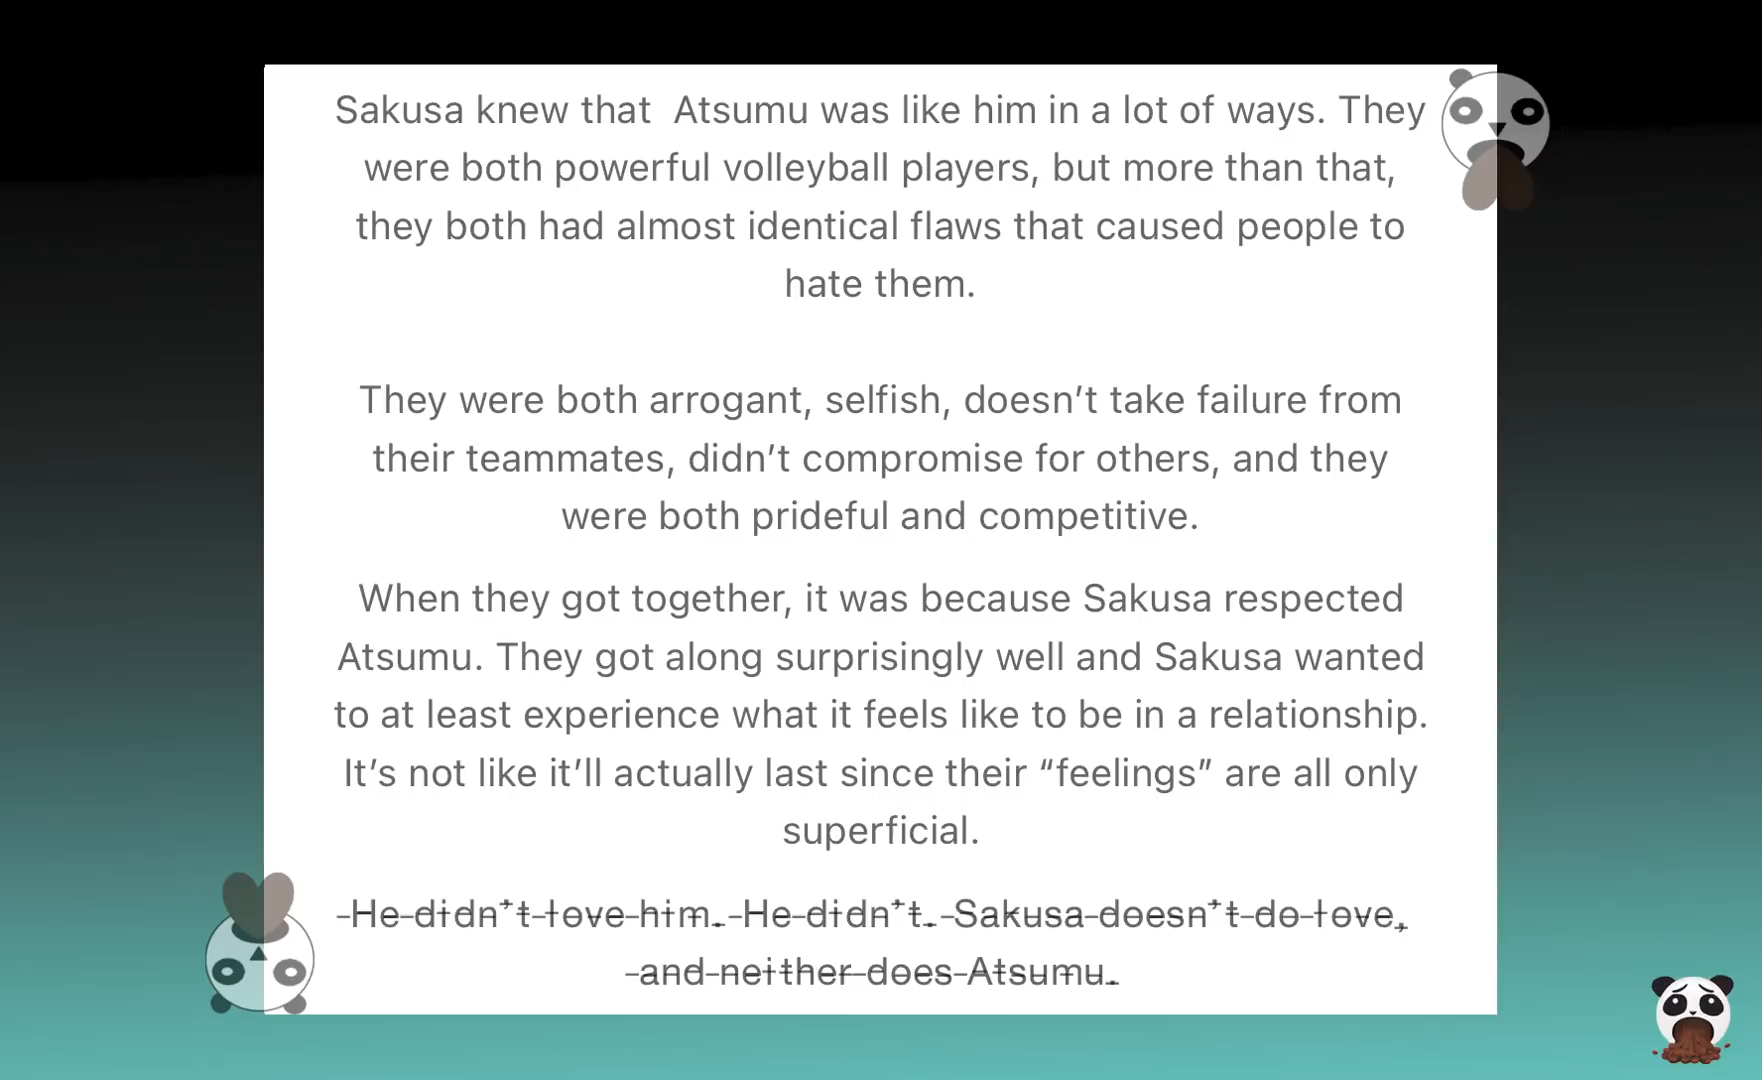 Sakusa knew that  Atsumu was like him in a lot of ways. They
were both powerful volleyball players, but more than that,
they both had almost identical flaws that caused people to
hate them.
They were both arrogant, selfish, doesn’t take failure from
their teammates, didn’t compromise for others, and they
were both prideful and competitive.
When they got together, it was because Sakusa respected
Atsumu. They got along surprisingly well and Sakusa wanted
to at least experience what it feels like to be in a relationship.
It’s not like it’ll actually last since their “feelings” are all only
superficial.
He didn’t love him. He didn’t. Sakusa doesn’t do love,
and neither does Atsumu.